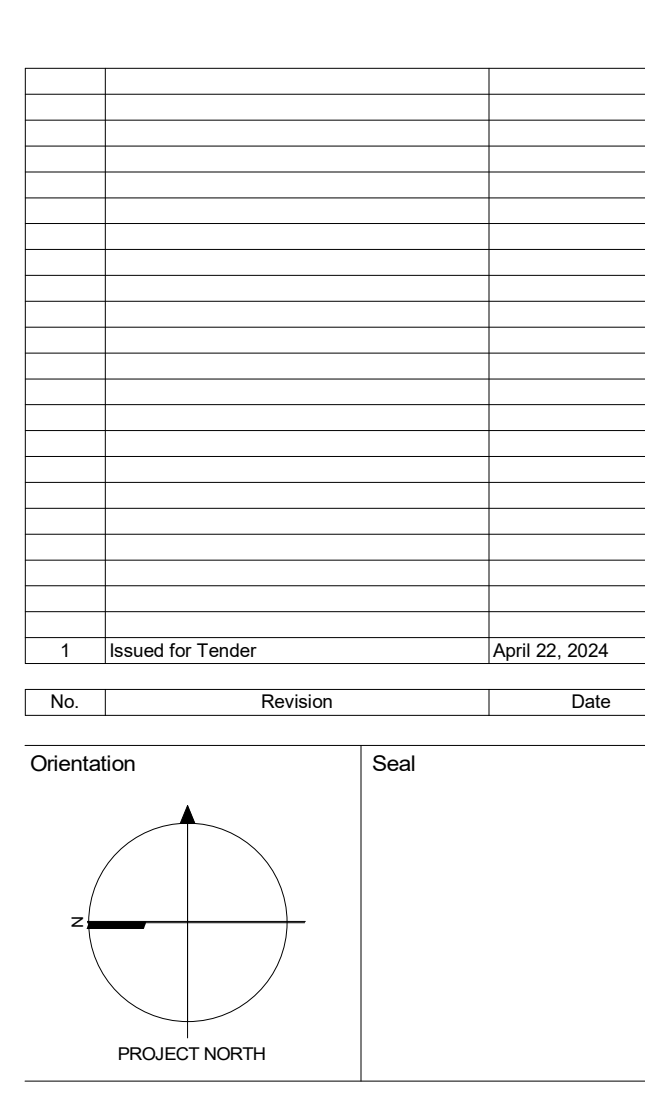 1 Issued for Tender April 22, 2024
No. Revision Date
Orientation Seal
N
PROJECT NORTH